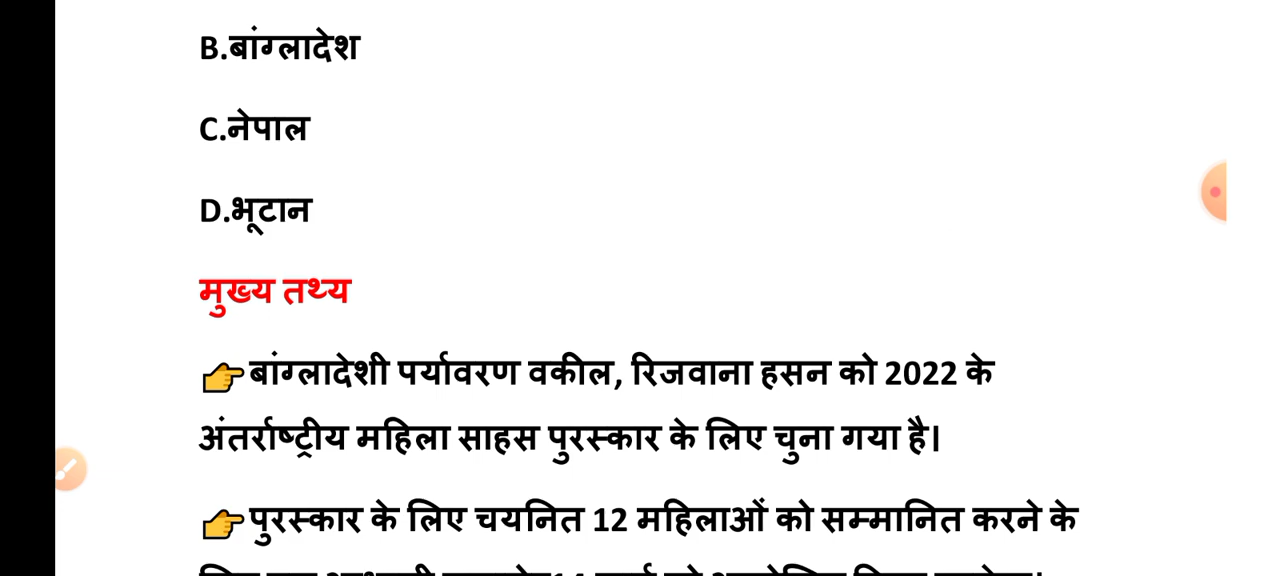 B.बांग्लादेश
C.नेपाल
D.भूटान
मुख्य तथ्य
👉बांग्लादेशी पर्यावरण वकील, रिजवाना हसन को 2022 के
अंतर्राष्ट्रीय महिला साहस पुरस्कार के लिए चुना गया है।
👉पुरस्कार के लिए चयनित 12 महिलाओं को सम्मानित करने के